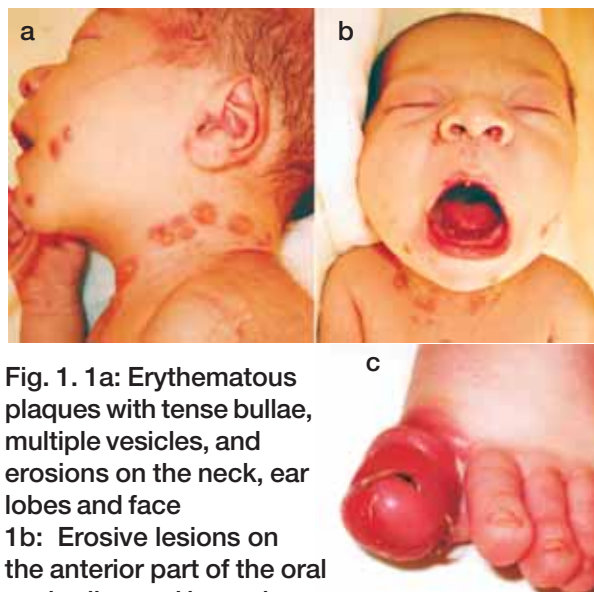 a
b
c
Fig. 1. 1a: Erythematous
plaques with tense bullae,
multiple vesicles, and
erosions on the neck, ear
lobes and face
1b: Erosive lesions on
the anterior part of the oral